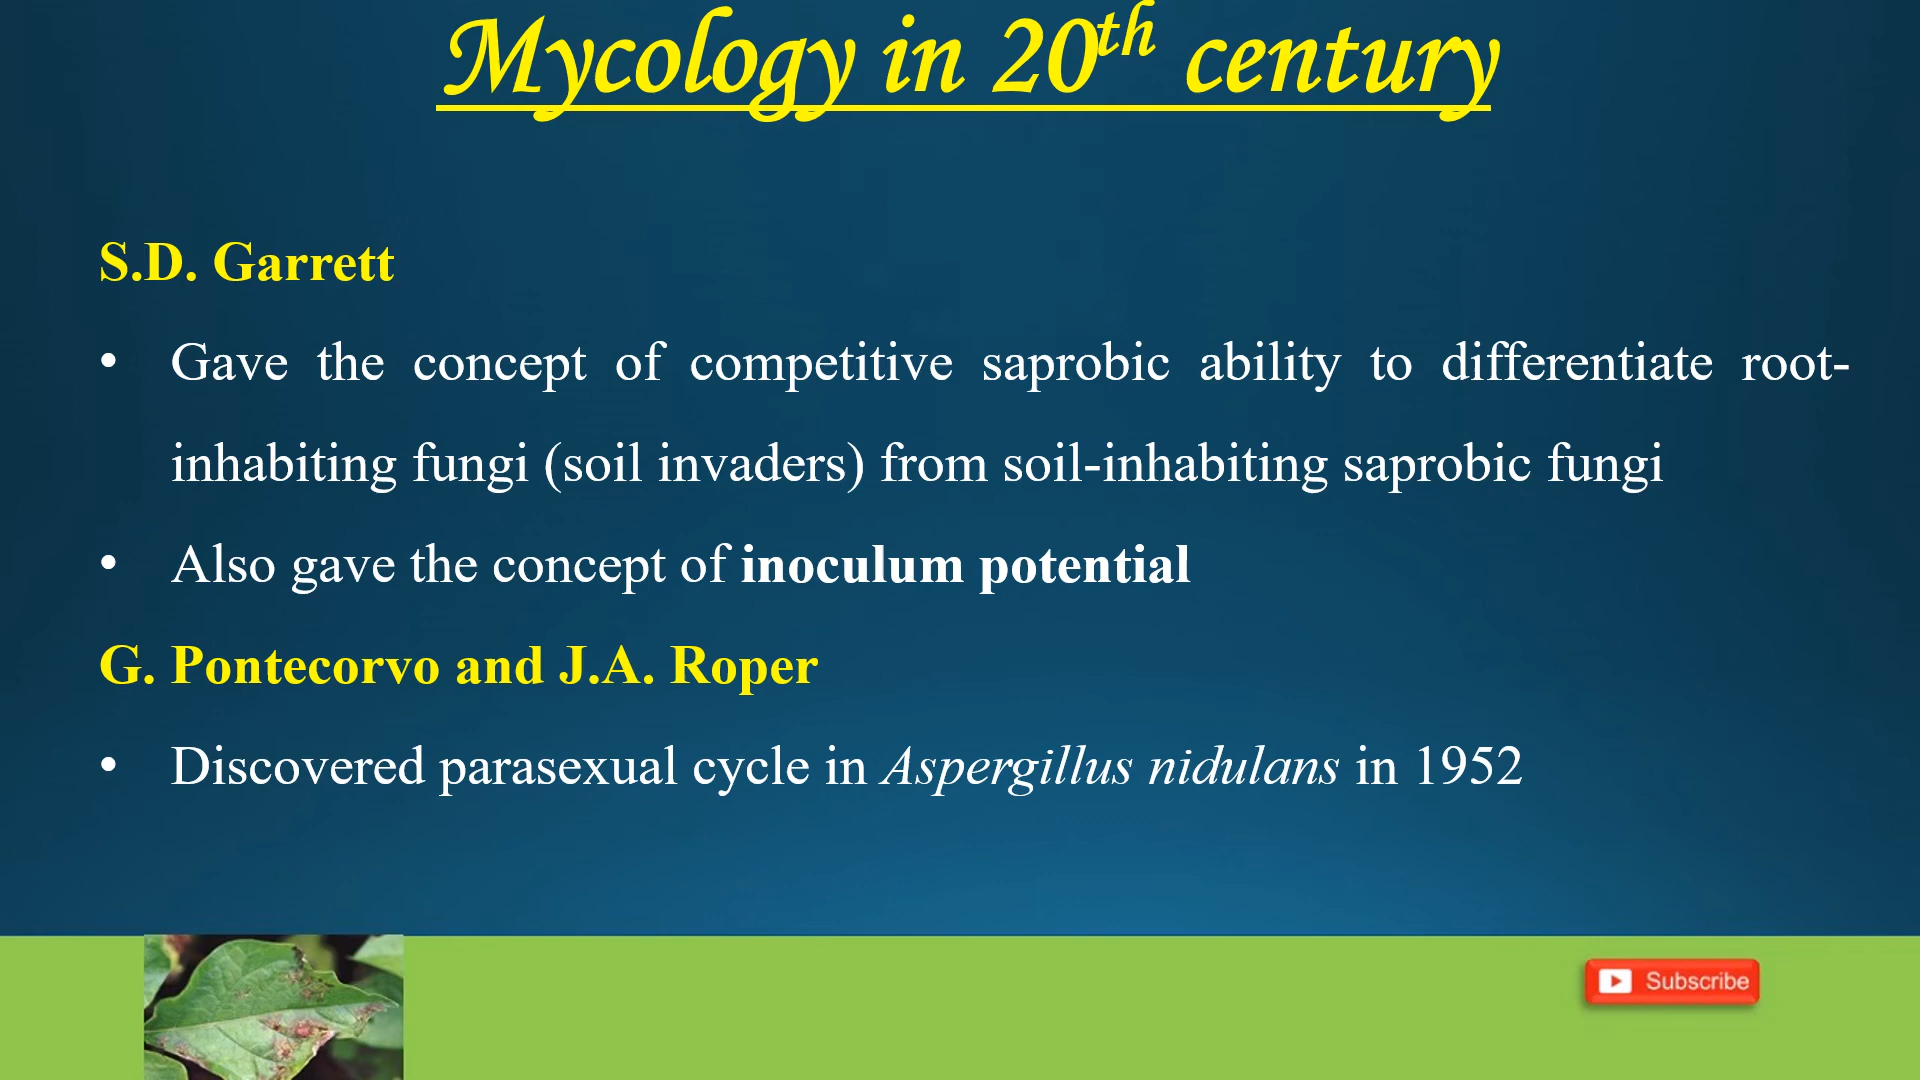 Mycology in 20th century
S.D. Garrett
• Gave the concept of competitive saprobic ability to differentiate root-
inhabiting fungi (soil invaders) from soil-inhabiting saprobic fungi
• Also gave the concept of inoculum potential
G. Pontecorvo and J.A. Roper
• Discovered parasexual cycle in Aspergillus nidulans in 1952
Subscribe